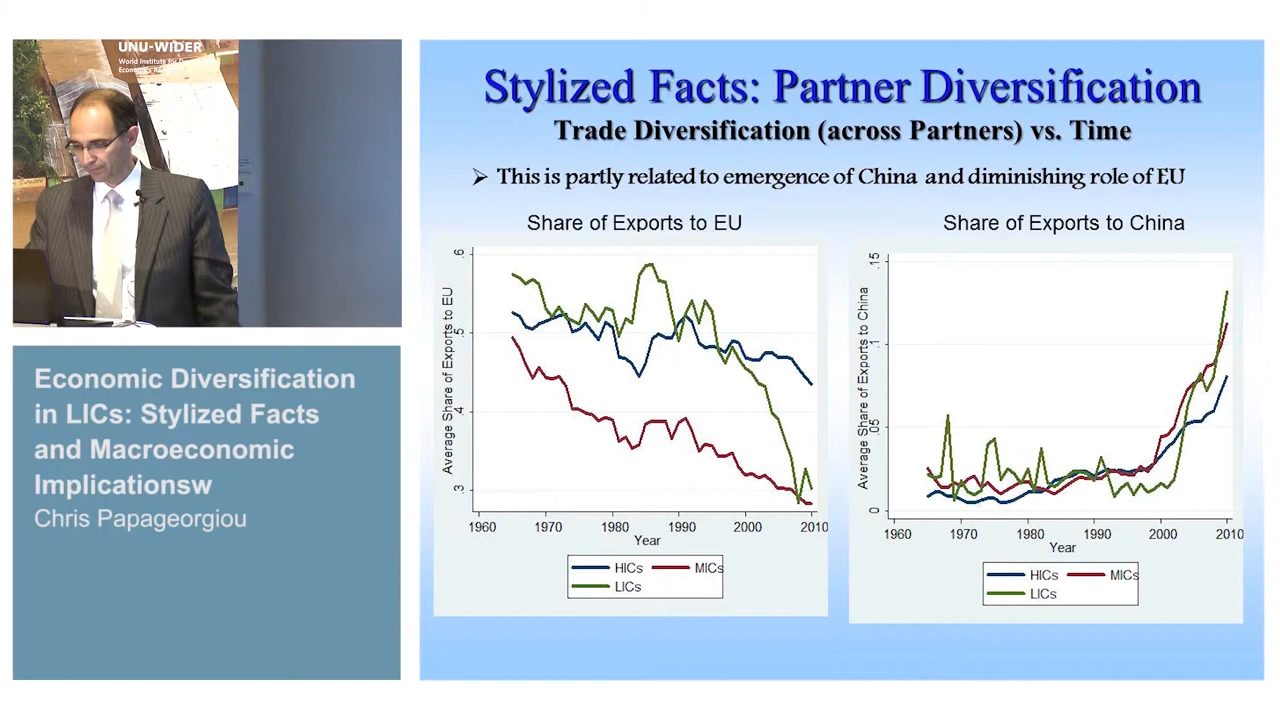 UNU-WIDER
World Institute for
Economics
Economic Diversification
in LICs: Stylized Facts
and Macroeconomic
Implicationsw
Chris Papageorgiou
Stylized Facts: Partner Diversification
Trade Diversification (across Partners) vs. Time
➢ This is partly related to emergence of China and diminishing role of EU
Share of Exports to EU
Average Share of Exports to EU
.6
.5
.4
.3
1960 1970 1980 1990 2000 2010
Year
HICs MICs
LICs
Share of Exports to China
Average Share of Exports to China
.15
.1
.05
0
1960 1970 1980 1990 2000 2010
Year
HICs MICs
LICs